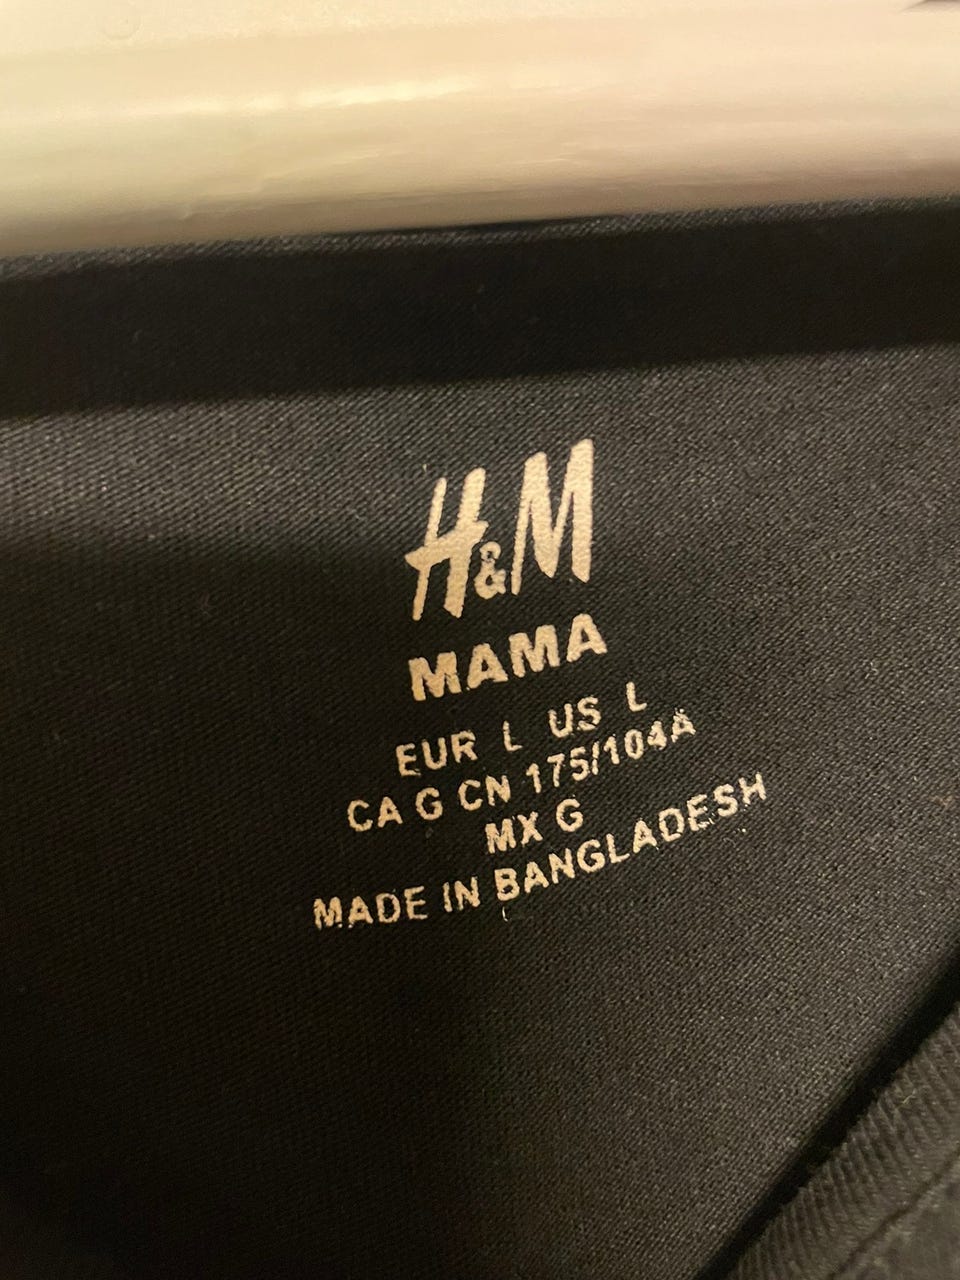 H&M
MAMA
EUR L US L
CA G CN 175/104A
MX G
MADE IN BANGLADESH